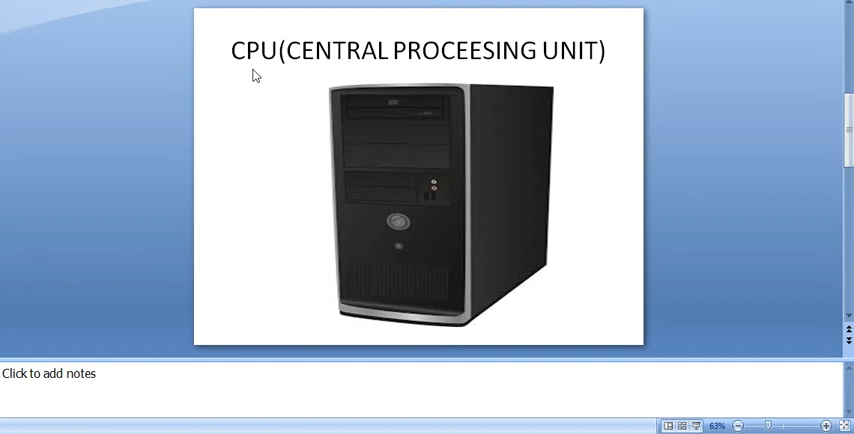 CPU(CENTRAL PROCEESING UNIT)
Click to add notes
63%